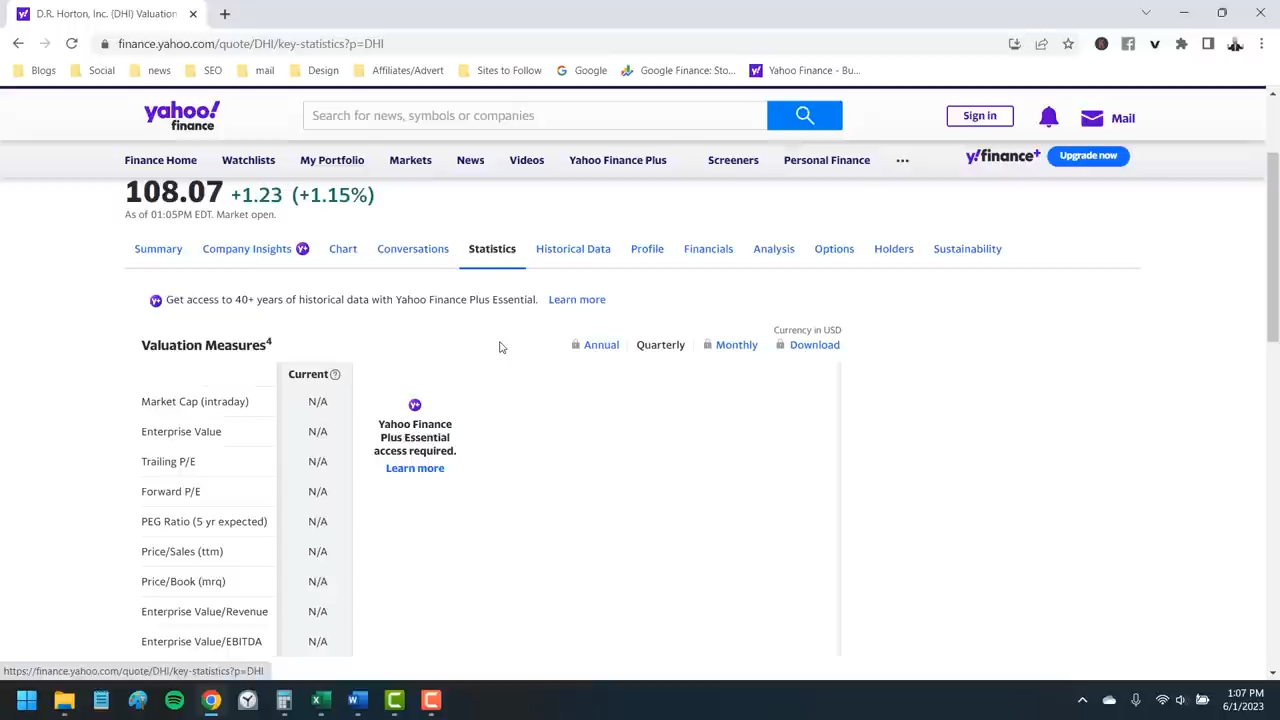 D.R. Horton, Inc. (DHI) Valuation
finance.yahoo.com/quote/DHI/key-statistics?p=DHI
Blogs Social news SEO mail Design Affiliates/Advert Sites to Follow Google Google Finance: Sto... Yahoo Finance - Bu...
yahoo!
finance
Search for news, symbols or companies
Sign in
Mail
Finance Home Watchlists My Portfolio Markets News Videos Yahoo Finance Plus Screeners Personal Finance ... y!finance+ Upgrade now
108.07 +1.23 (+1.15%)
As of 01:05PM EDT. Market open.
Summary Company Insights y+ Chart Conversations Statistics Historical Data Profile Financials Analysis Options Holders Sustainability
y+ Get access to 40+ years of historical data with Yahoo Finance Plus Essential. Learn more
Currency in USD
Valuation Measures4 Annual Quarterly Monthly Download
Current ?
Market Cap (intraday) N/A
Enterprise Value N/A
Trailing P/E N/A
Forward P/E N/A
PEG Ratio (5 yr expected) N/A
Price/Sales (ttm) N/A
Price/Book (mrq) N/A
Enterprise Value/Revenue N/A
Enterprise Value/EBITDA N/A
y+
Yahoo Finance
Plus Essential
access required.
Learn more
https://finance.yahoo.com/quote/DHI/key-statistics?p=DHI
1:07 PM
6/1/2023